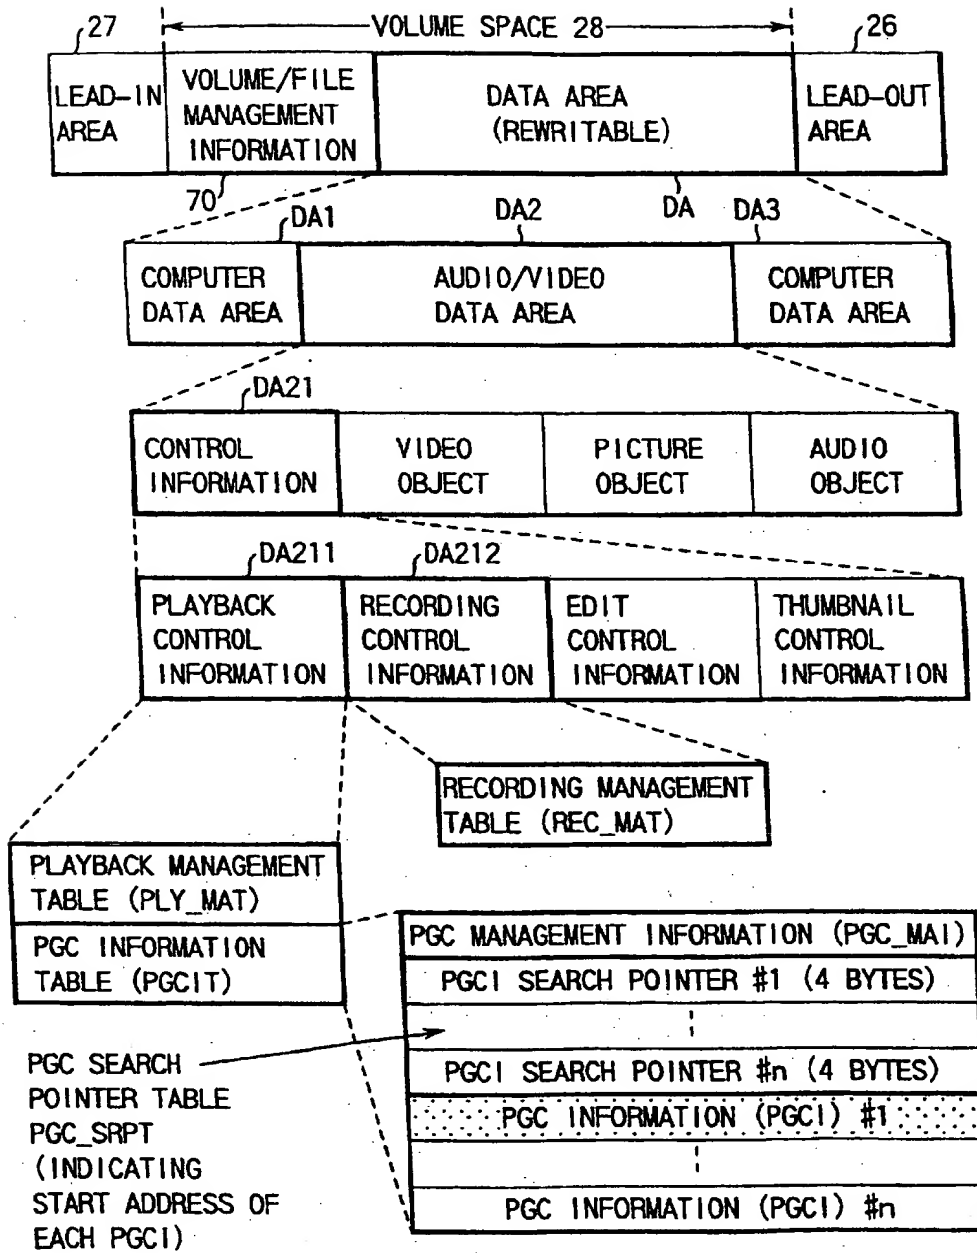 27
VOLUME SPACE 28
26
LEAD-IN
AREA
VOLUME/FILE
MANAGEMENT
INFORMATION
DATA AREA
(REWRITABLE)
LEAD-OUT
AREA
70
DA1
DA2
DA
DA3
COMPUTER
DATA AREA
AUDIO/VIDEO
DATA AREA
COMPUTER
DATA AREA
DA21
CONTROL
INFORMATION
VIDEO
OBJECT
PICTURE
OBJECT
AUDIO
OBJECT
DA211
DA212
PLAYBACK
CONTROL
INFORMATION
RECORDING
CONTROL
INFORMATION
EDIT
CONTROL
INFORMATION
THUMBNAIL
CONTROL
INFORMATION
RECORDING MANAGEMENT
TABLE (REC_MAT)
PLAYBACK MANAGEMENT
TABLE (PLY_MAT)
PGC INFORMATION
TABLE (PGCIT)
PGC MANAGEMENT INFORMATION (PGC_MAI)
PGCI SEARCH POINTER #1 (4 BYTES)
PGCI SEARCH POINTER #n (4 BYTES)
PGC INFORMATION (PGCI) #1
PGC INFORMATION (PGCI) #n
PGC SEARCH
POINTER TABLE
PGC_SRPT
(INDICATING
START ADDRESS OF
EACH PGCI)